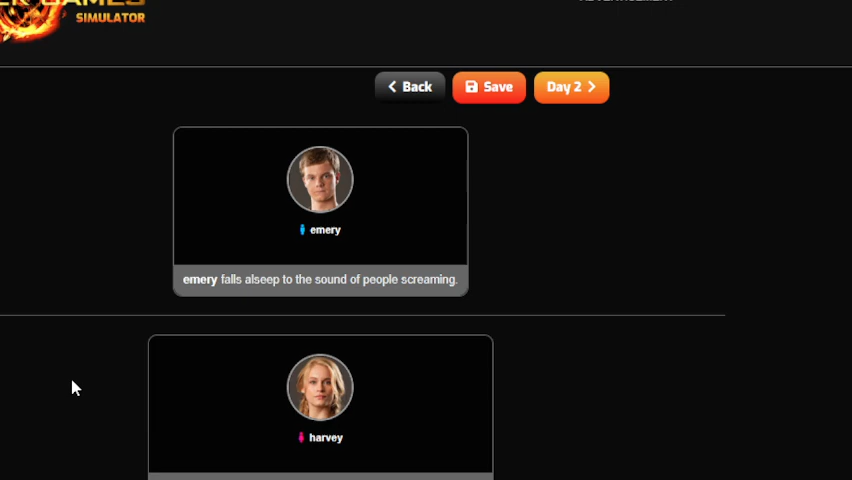 SIMULATOR
Back
Save
Day 2
emery
emery falls alseep to the sound of people screaming.
harvey